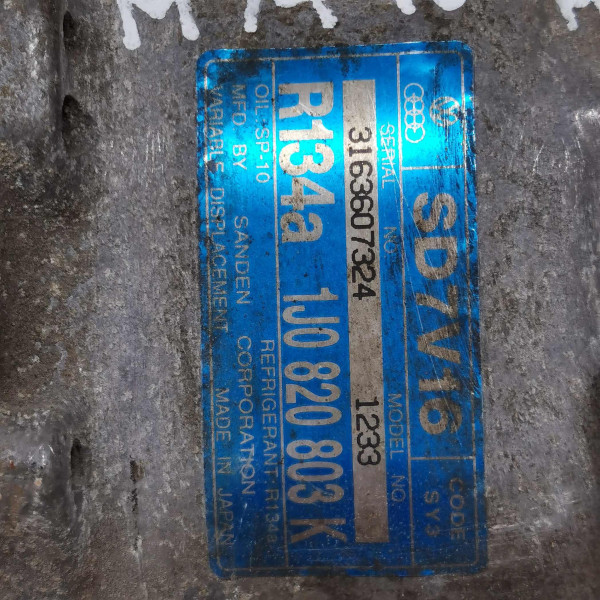 SD7V16 CODE SY3
SERIAL NO. MODEL NO.
3163607324 1233
R134a 1J0 820 803 K
OIL:SP-10 REFRIGERANT:R134a
MFD BY SANDEN CORPORATION
VARIABLE DISPLACEMENT MADE IN JAPAN